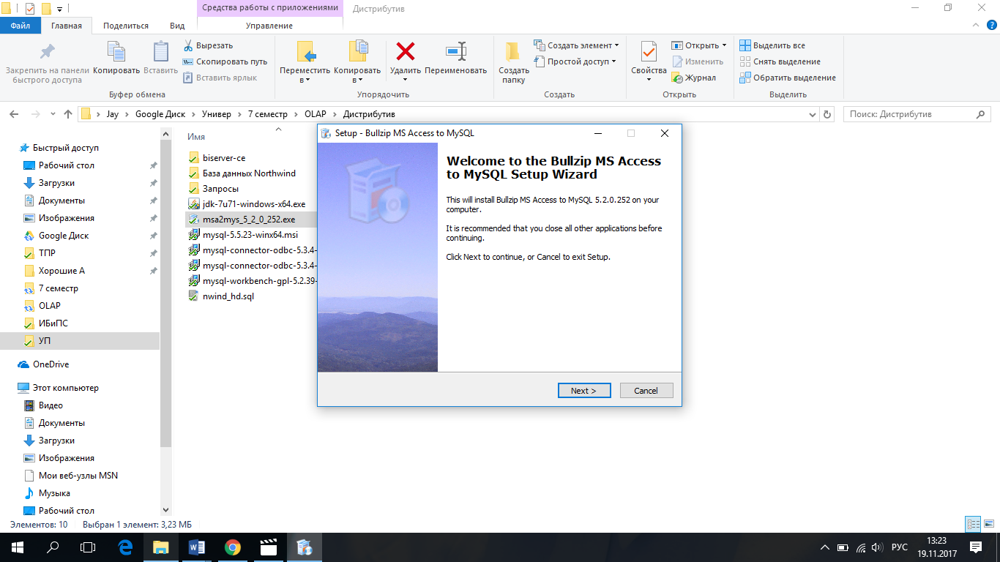 Средства работы с приложениями
Дистрибутив
Файл
Главная
Поделиться
Вид
Управление
Закрепить на панели
быстрого доступа
Копировать
Вставить
Вырезать
Скопировать путь
Вставить ярлык
Буфер обмена
Переместить
в
Копировать
в
Удалить
Переименовать
Упорядочить
Создать
папку
Создать элемент
Простой доступ
Создать
Свойства
Открыть
Изменить
Журнал
Открыть
Выделить все
Снять выделение
Обратить выделение
Выделить
Jay > Google Диск > Универ > 7 семестр > OLAP > Дистрибутив
Поиск: Дистрибутив
Быстрый доступ
Рабочий стол
Загрузки
Документы
Изображения
Google Диск
ТПР
Хорошие А
7 семестр
OLAP
ИБиПС
УП
OneDrive
Этот компьютер
Видео
Документы
Загрузки
Изображения
Мои веб-узлы MSN
Музыка
Рабочий стол
Имя
biserver-ce
База данных Northwind
Запросы
jdk-7u71-windows-x64.exe
msa2mys_5_2_0_252.exe
mysql-5.5.23-winx64.msi
mysql-connector-odbc-5.3.4-
mysql-connector-odbc-5.3.4-
mysql-workbench-gpl-5.2.39-
nwind_hd.sql
Setup - Bullzip MS Access to MySQL
Welcome to the Bullzip MS Access
to MySQL Setup Wizard
This will install Bullzip MS Access to MySQL 5.2.0.252 on your
computer.
It is recommended that you close all other applications before
continuing.
Click Next to continue, or Cancel to exit Setup.
Next >
Cancel
Элементов: 10
Выбран 1 элемент: 3,23 МБ
РУС
13:23
19.11.2017